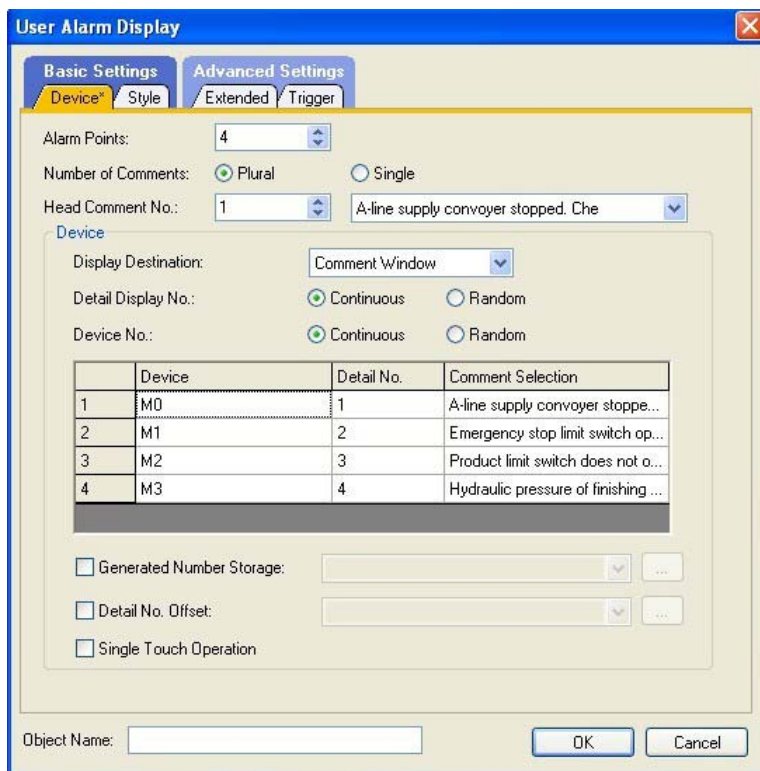 User Alarm Display
Basic Settings Advanced Settings
Device* Style Extended Trigger
Alarm Points: 4
Number of Comments: Plural Single
Head Comment No.: 1 A-line supply convoyer stopped. Che
Device
Display Destination: Comment Window
Detail Display No.: Continuous Random
Device No.: Continuous Random
Device Detail No. Comment Selection
1 M0 1 A-line supply convoyer stoppe...
2 M1 2 Emergency stop limit switch op...
3 M2 3 Product limit switch does not o...
4 M3 4 Hydraulic pressure of finishing ...
Generated Number Storage: ...
Detail No. Offset: ...
Single Touch Operation
Object Name: OK Cancel